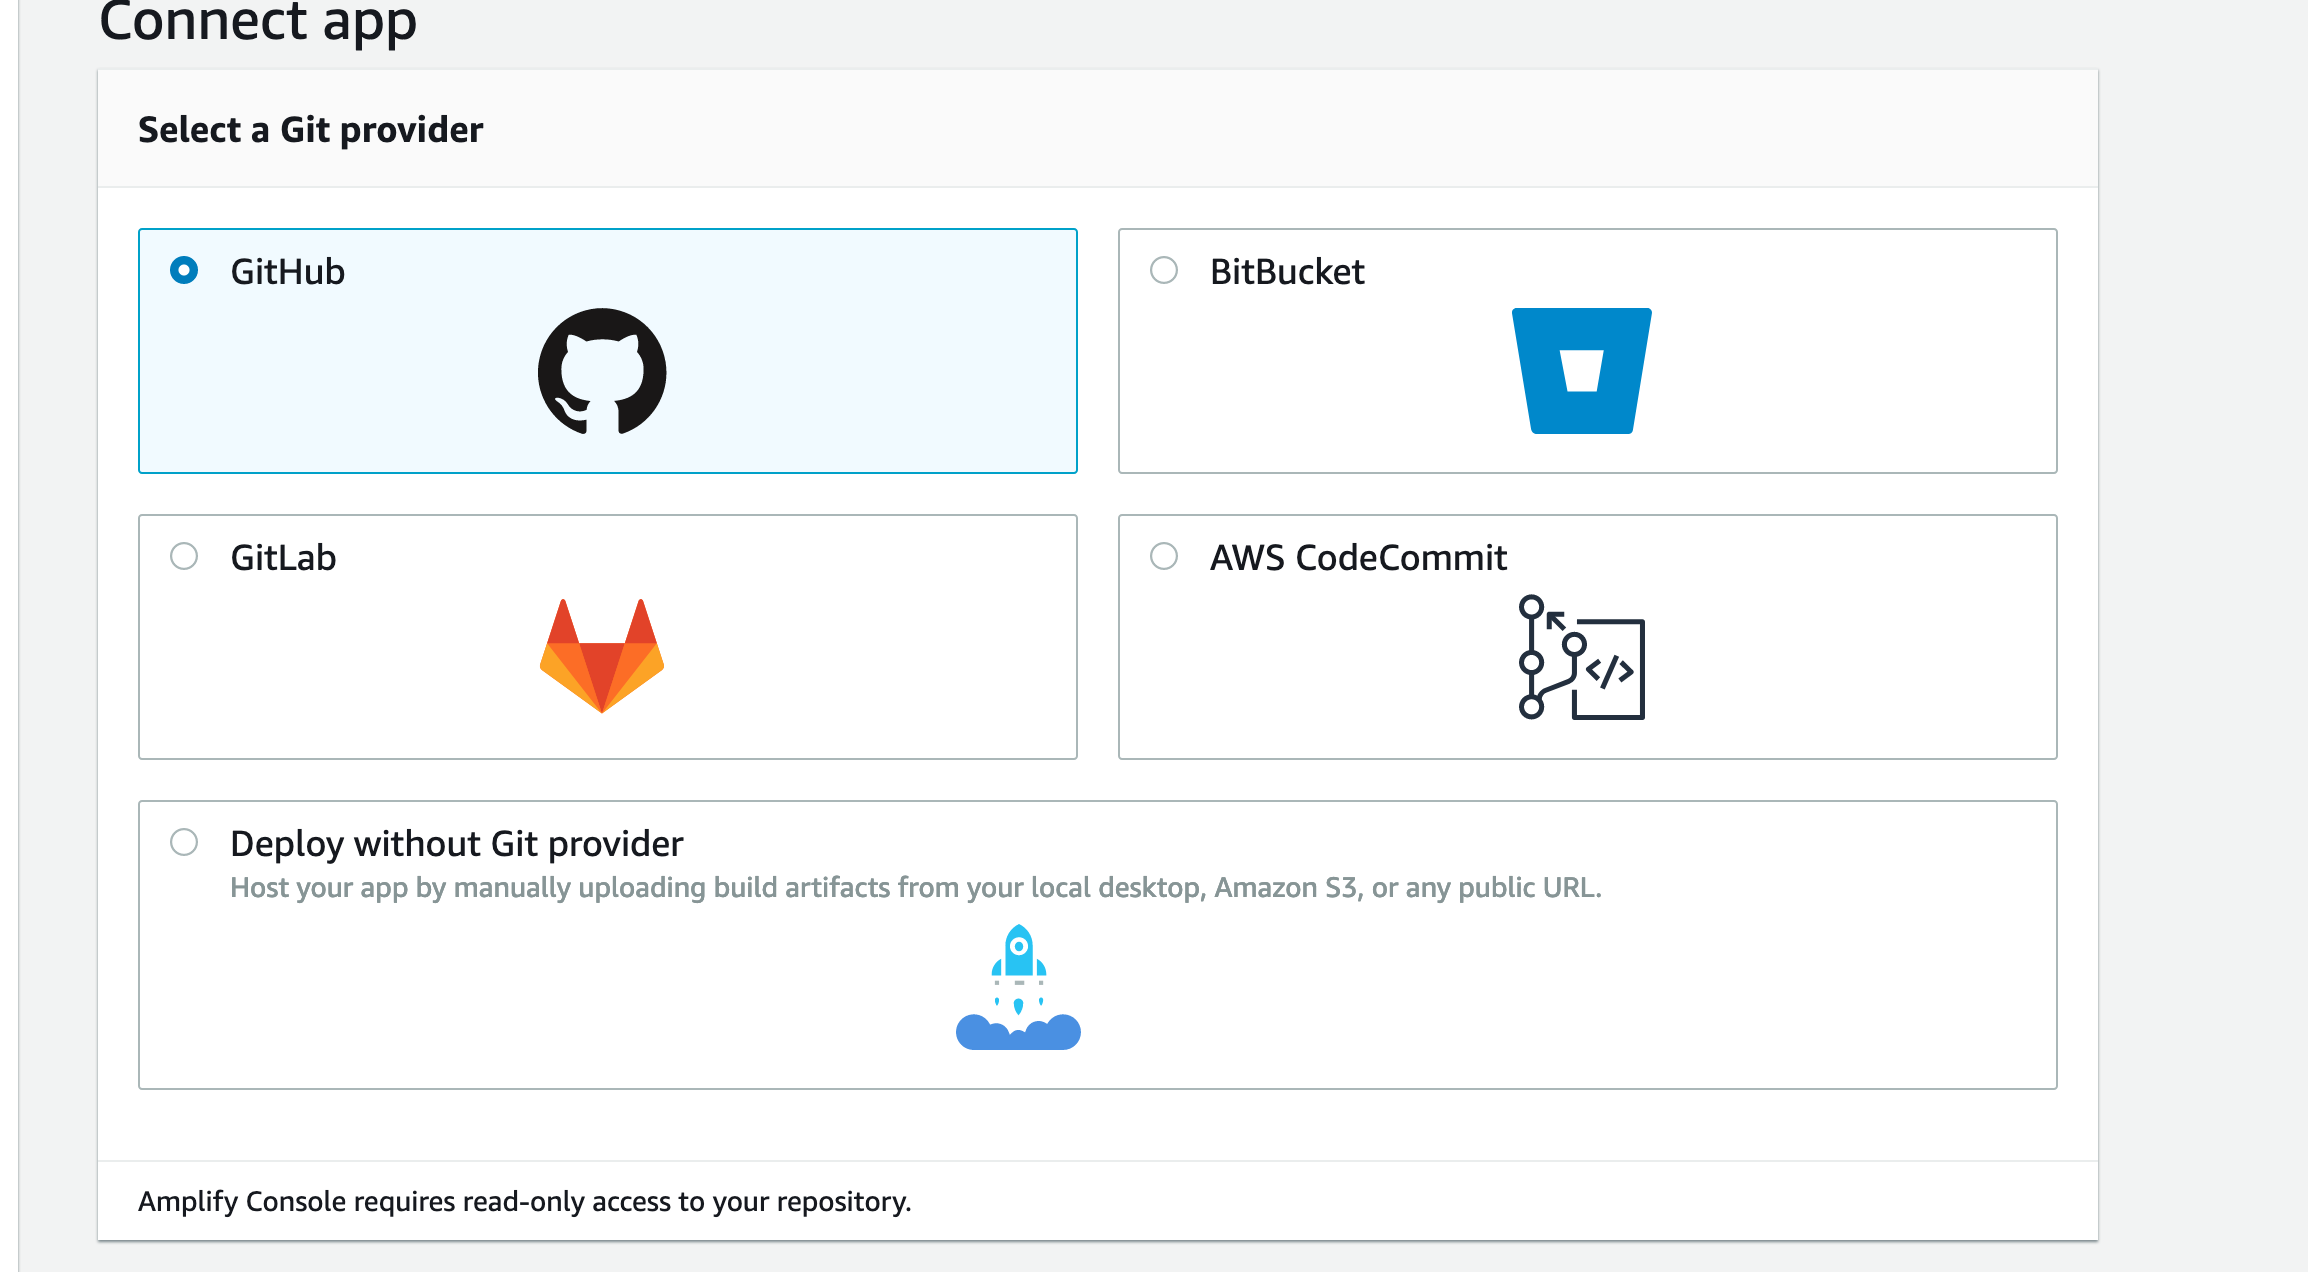 Connect app
Select a Git provider
GitHub
BitBucket
GitLab
AWS CodeCommit
</>
Deploy without Git provider
Host your app by manually uploading build artifacts from your local desktop, Amazon S3, or any public URL.
Amplify Console requires read-only access to your repository.